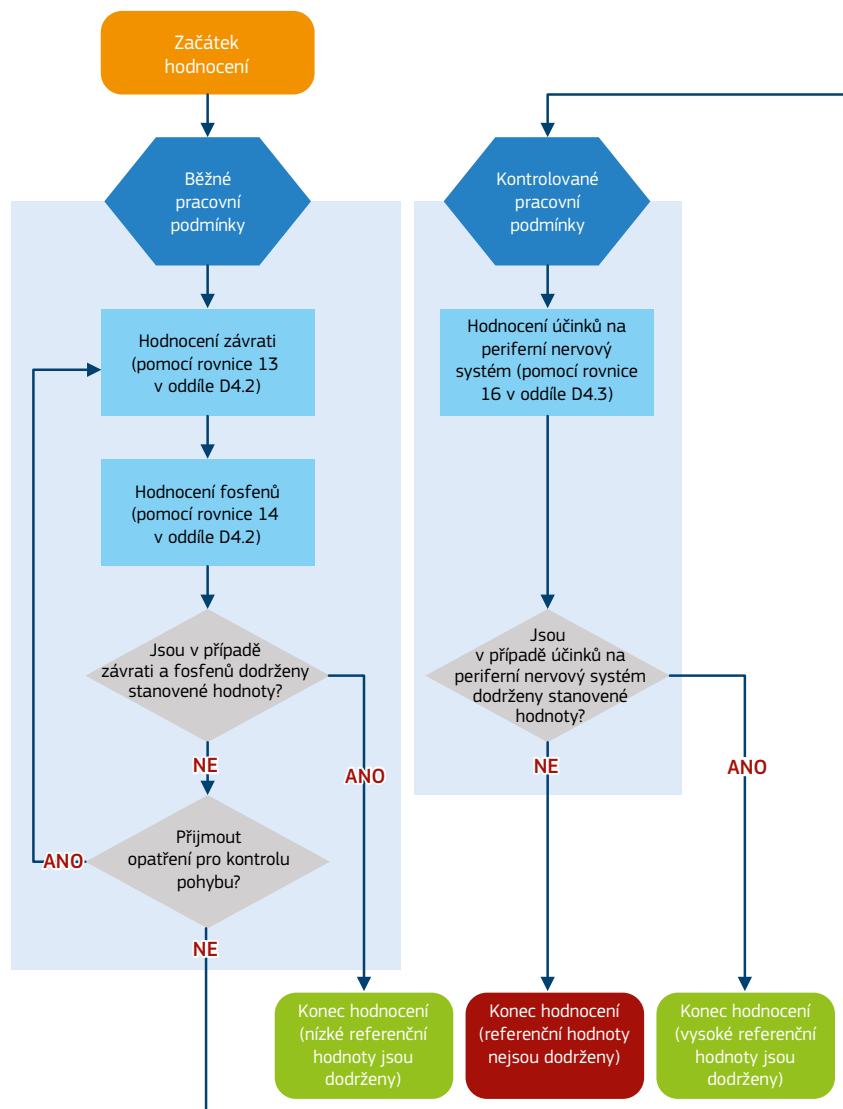 Začátek
hodnocení
Běžné
pracovní
podmínky
Hodnocení závrati
(pomocí rovnice 13
v oddíle D4.2)
Hodnocení fosfenů
(pomocí rovnice 14
v oddíle D4.2)
Jsou v případě
závrati a fosfenů dodrženy
stanovené hodnoty?
NE
ANO
Přijmout
opatření pro kontrolu
pohybu?
ANO
NE
Kontrolované
pracovní
podmínky
Hodnocení účinků na
periferní nervový
systém (pomocí rovnice
16 v oddíle D4.3)
Jsou
v případě účinků na
periferní nervový systém
dodrženy stanovené
hodnoty?
NE
ANO
Konec hodnocení
(nízké referenční
hodnoty jsou
dodrženy)
Konec hodnocení
(referenční hodnoty
nejsou dodrženy)
Konec hodnocení
(vysoké referenční
hodnoty jsou
dodrženy)